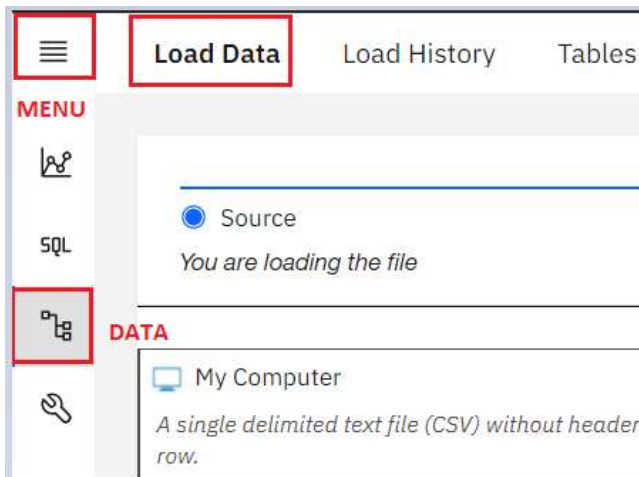 Load Data Load History Tables
MENU
Source
SQL
You are loading the file
DATA
My Computer
A single delimited text file (CSV) without header
row.